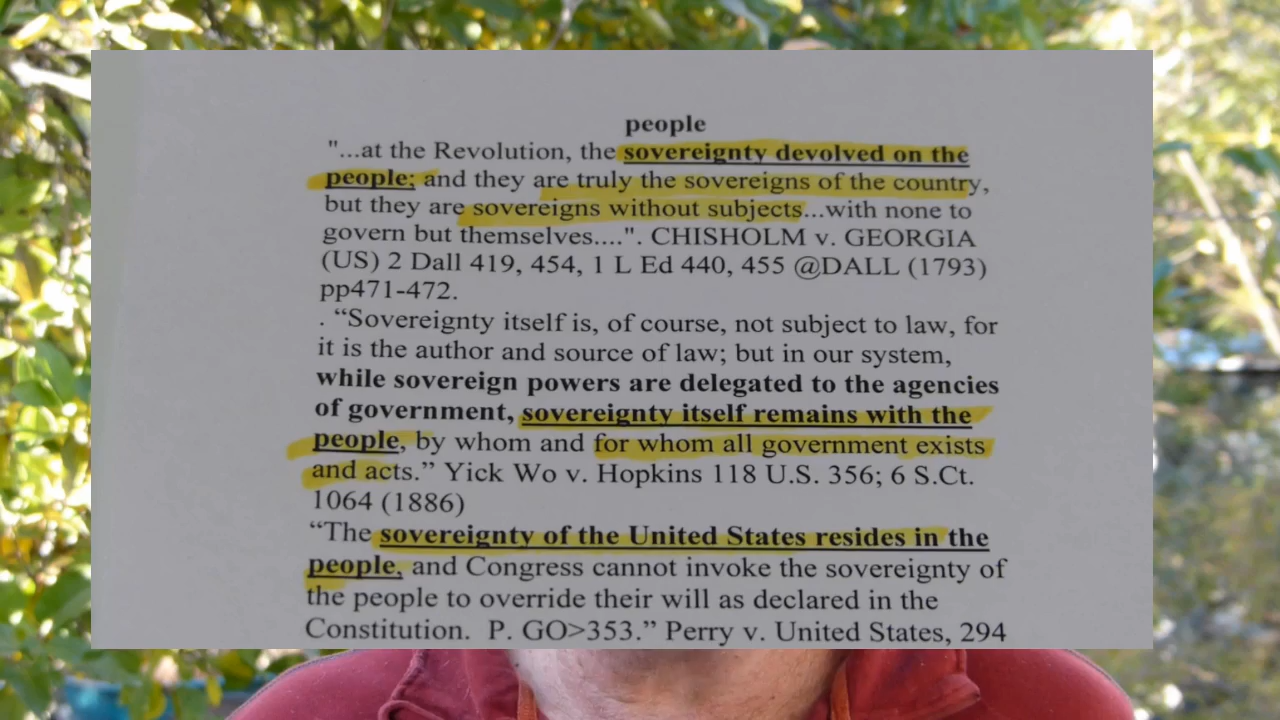 people
"...at the Revolution, the sovereignty devolved on the
people; and they are truly the sovereigns of the country,
but they are sovereigns without subjects...with none to
govern but themselves....". CHISHOLM v. GEORGIA
(US) 2 Dall 419, 454, 1 L Ed 440, 455 @DALL (1793)
pp471-472.
. “Sovereignty itself is, of course, not subject to law, for
it is the author and source of law; but in our system,
while sovereign powers are delegated to the agencies
of government, sovereignty itself remains with the
people, by whom and for whom all government exists
and acts.” Yick Wo v. Hopkins 118 U.S. 356; 6 S.Ct.
1064 (1886)
“The sovereignty of the United States resides in the
people, and Congress cannot invoke the sovereignty of
the people to override their will as declared in the
Constitution. P. GO>353.” Perry v. United States, 294